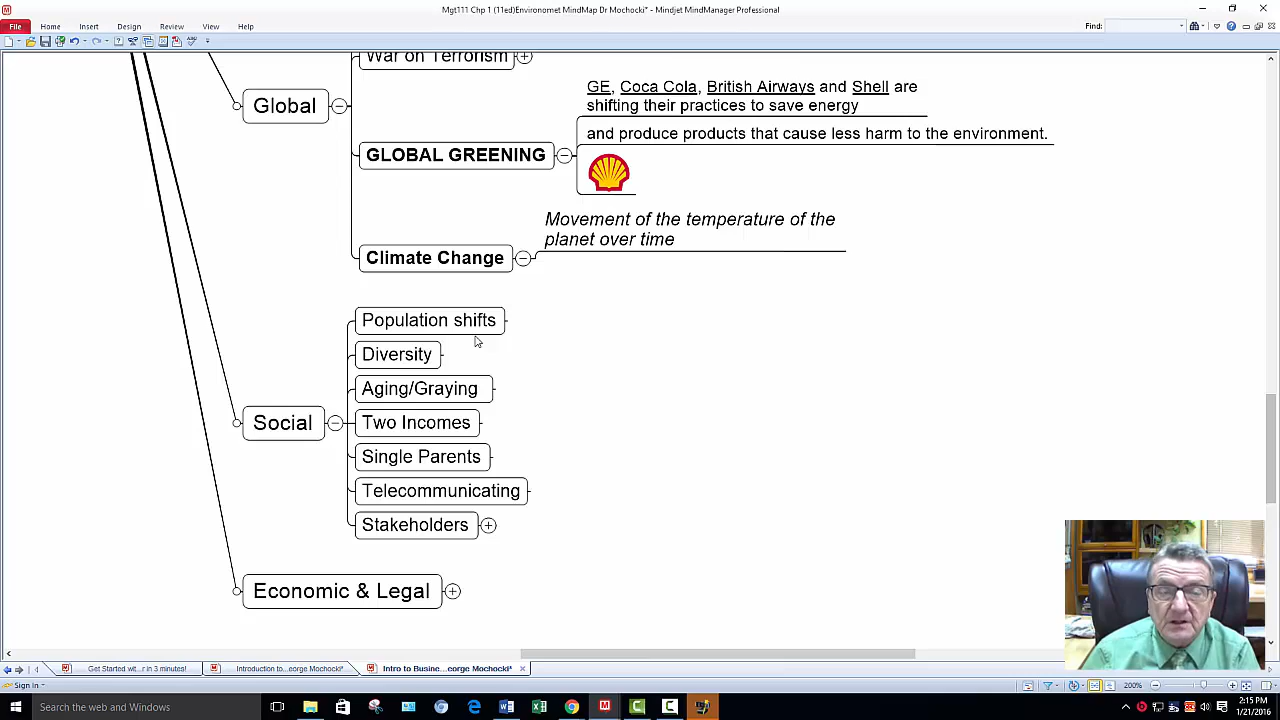 Mgt111 Chp 1 (11ed)Environomet MindMap Dr Mochocki* - Mindjet MindManager Professional
File Home Insert Design Review View Help
Find:
War on Terrorism
Global
GE, Coca Cola, British Airways and Shell are
shifting their practices to save energy
and produce products that cause less harm to the environment.
GLOBAL GREENING
Movement of the temperature of the
planet over time
Climate Change
Population shifts
Diversity
Aging/Graying
Social
Two Incomes
Single Parents
Telecommunicating
Stakeholders
Economic & Legal
Get Started wit...r in 3 minutes!
Introduction to...eorge Mochocki*
Intro to Busine...eorge Mochocki*
Sign In
200%
Search the web and Windows
2:15 PM
1/21/2016